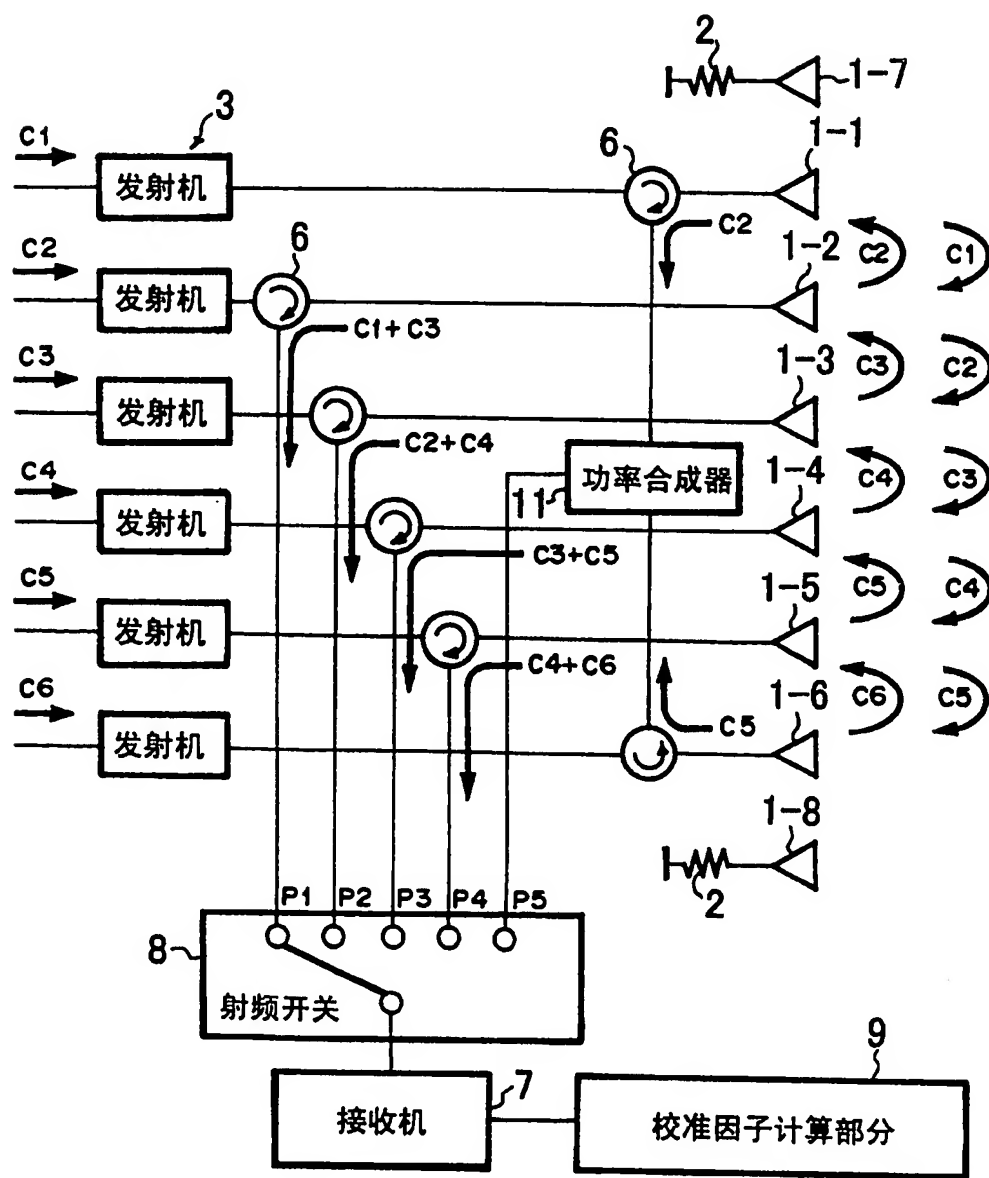 2
1-7
3
C1
发射机
6
1-1
C2
C2
C1
C2
发射机
6
1-2
C1+C3
C3
发射机
1-3
C3
C2
C2+C4
C4
发射机
功率合成器
11
1-4
C4
C3
C3+C5
C5
发射机
1-5
C5
C4
C4+C6
C6
发射机
C5
1-6
C6
C5
1-8
2
P1
P2
P3
P4
P5
8
射频开关
接收机
7
9
校准因子计算部分